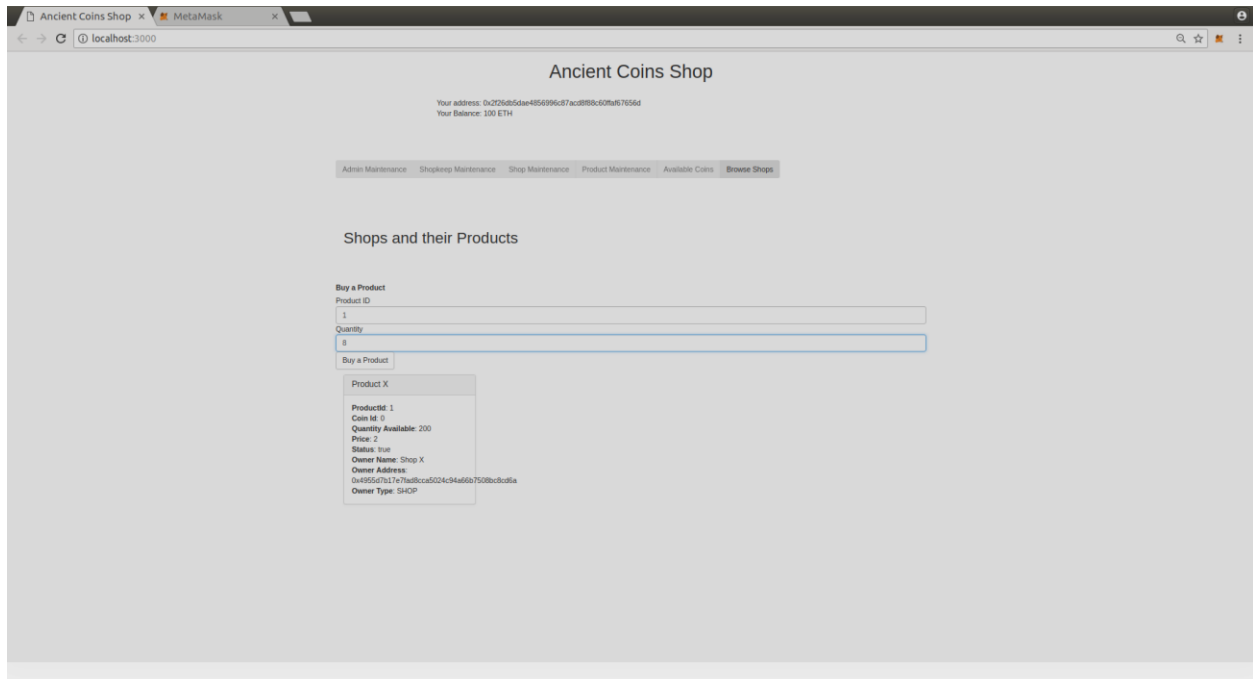 Ancient Coins Shop
MetaMask
localhost:3000
Ancient Coins Shop
Your address: 0x2f26db5dae4856996c87acd8f88c60ffaf67656d
Your Balance: 100 ETH
Admin Maintenance Shopkeep Maintenance Shop Maintenance Product Maintenance Available Coins Browse Shops
Shops and their Products
Buy a Product
Product ID
1
Quantity
8
Buy a Product
Product X
ProductId: 1
Coin Id: 0
Quantity Available: 200
Price: 2
Status: true
Owner Name: Shop X
Owner Address:
0x4955d7b17e7fad8cca5024c94a66b7508bc8cd6a
Owner Type: SHOP